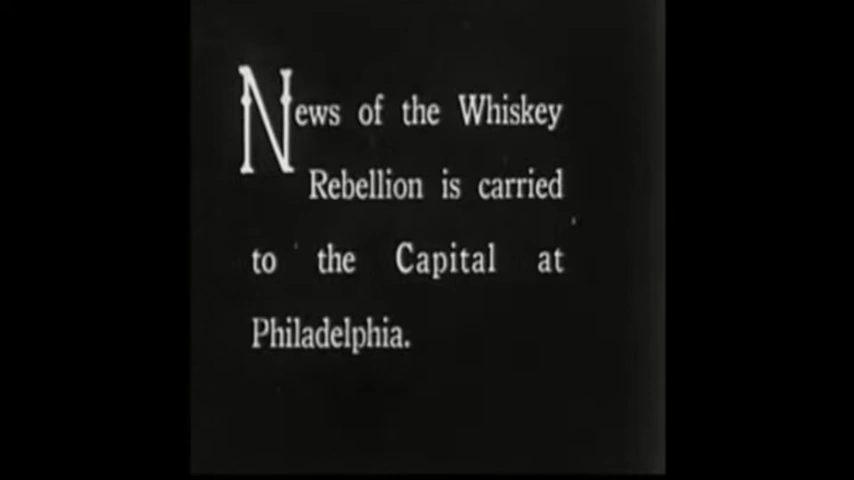 News of the Whiskey
Rebellion is carried
to the Capital at
Philadelphia.